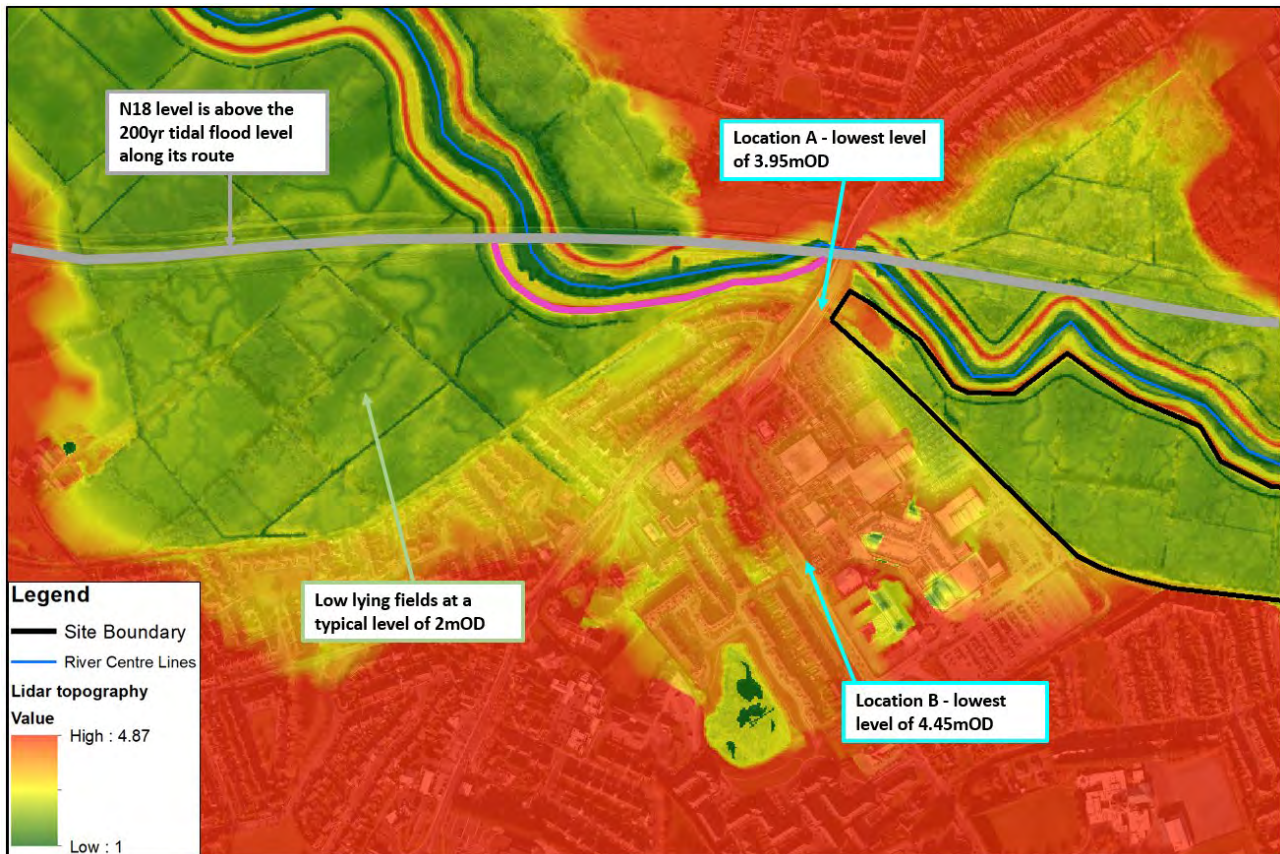 N18 level is above the
200yr tidal flood level
along its route
Location A - lowest level
of 3.95mOD
Low lying fields at a
typical level of 2mOD
Location B - lowest
level of 4.45mOD
Legend
Site Boundary
River Centre Lines
Lidar topography
Value
High : 4.87
Low : 1